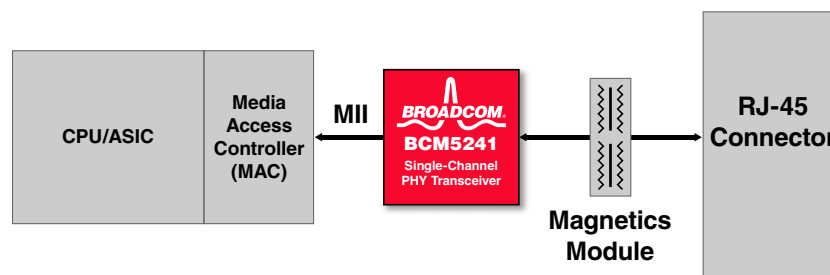 CPU/ASIC
Media
Access
Controller
(MAC)
MII
BROADCOM®
BCM5241
Single-Channel
PHY Transceiver
Magnetics
Module
RJ-45
Connector